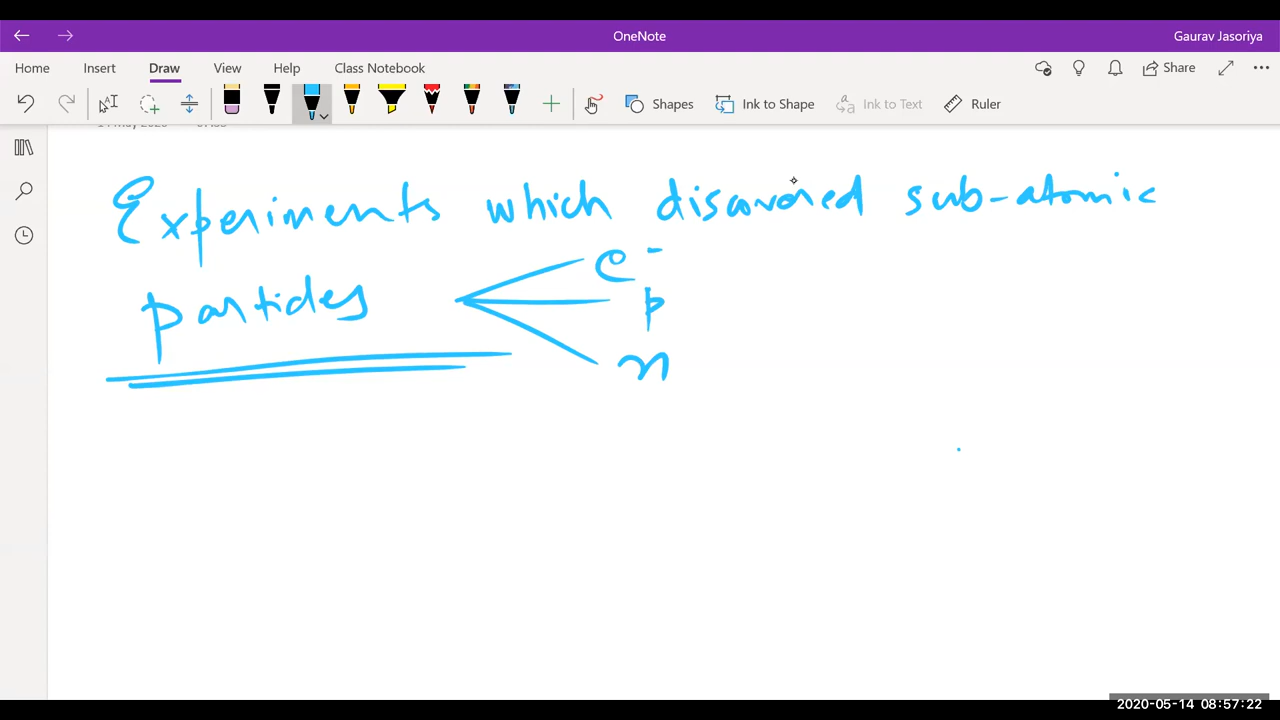 OneNote
Gaurav Jasoriya
Home Insert Draw View Help Class Notebook Share
Shapes Ink to Shape Ink to Text Ruler
Experiments which discovered sub-atomic
e-
particles
p
n
2020-05-14 08:57:22